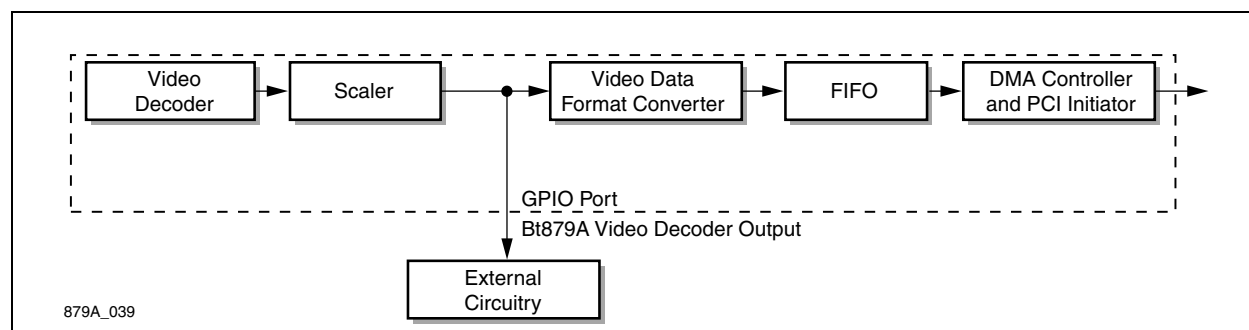 Video
Decoder
Scaler
Video Data
Format Converter
FIFO
DMA Controller
and PCI Initiator
GPIO Port
Bt879A Video Decoder Output
External
Circuitry
879A_039